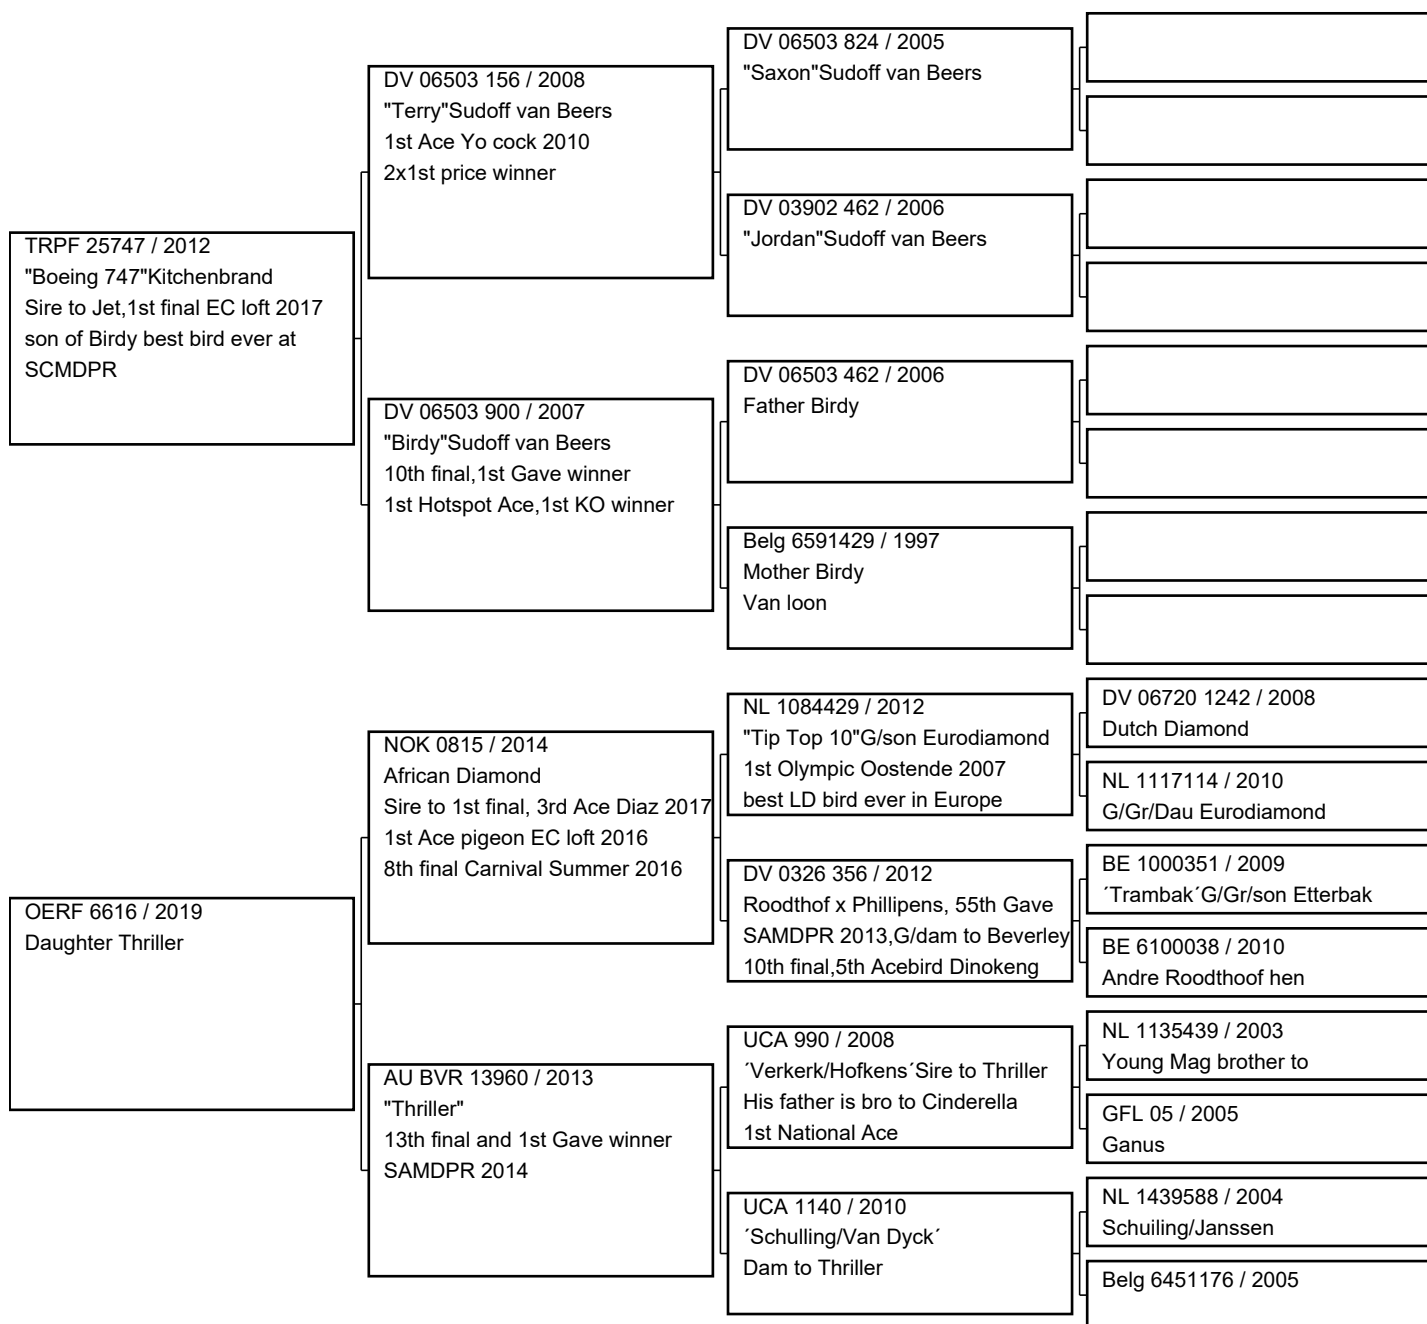 TRPF 25747 / 2012
"Boeing 747"Kitchenbrand
Sire to Jet,1st final EC loft 2017
son of Birdy best bird ever at
SCMDPR
OERF 6616 / 2019
Daughter Thriller
DV 06503 156 / 2008
"Terry"Sudoff van Beers
1st Ace Yo cock 2010
2x1st price winner
DV 06503 900 / 2007
"Birdy"Sudoff van Beers
10th final,1st Gave winner
1st Hotspot Ace,1st KO winner
NOK 0815 / 2014
African Diamond
Sire to 1st final, 3rd Ace Diaz 2017
1st Ace pigeon EC loft 2016
8th final Carnival Summer 2016
AU BVR 13960 / 2013
"Thriller"
13th final and 1st Gave winner
SAMDPR 2014
DV 06503 824 / 2005
"Saxon"Sudoff van Beers
DV 03902 462 / 2006
"Jordan"Sudoff van Beers
DV 06503 462 / 2006
Father Birdy
Belg 6591429 / 1997
Mother Birdy
Van loon
NL 1084429 / 2012
"Tip Top 10"G/son Eurodiamond
1st Olympic Oostende 2007
best LD bird ever in Europe
DV 0326 356 / 2012
Roodthof x Phillipens, 55th Gave
SAMDPR 2013,G/dam to Beverley
10th final,5th Acebird Dinokeng
UCA 990 / 2008
´Verkerk/Hofkens´Sire to Thriller
His father is bro to Cinderella
1st National Ace
UCA 1140 / 2010
´Schulling/Van Dyck´
Dam to Thriller
DV 06720 1242 / 2008
Dutch Diamond
NL 1117114 / 2010
G/Gr/Dau Eurodiamond
BE 1000351 / 2009
´Trambak´G/Gr/son Etterbak
BE 6100038 / 2010
Andre Roodthoof hen
NL 1135439 / 2003
Young Mag brother to
GFL 05 / 2005
Ganus
NL 1439588 / 2004
Schuiling/Janssen
Belg 6451176 / 2005